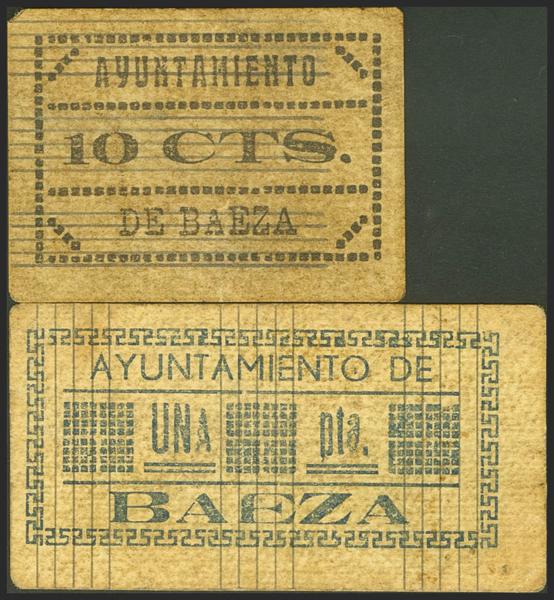 AYUNTAMIENTO
10 CTS.
DE BAEZA
AYUNTAMIENTO DE
UNA pta.
BAEZA